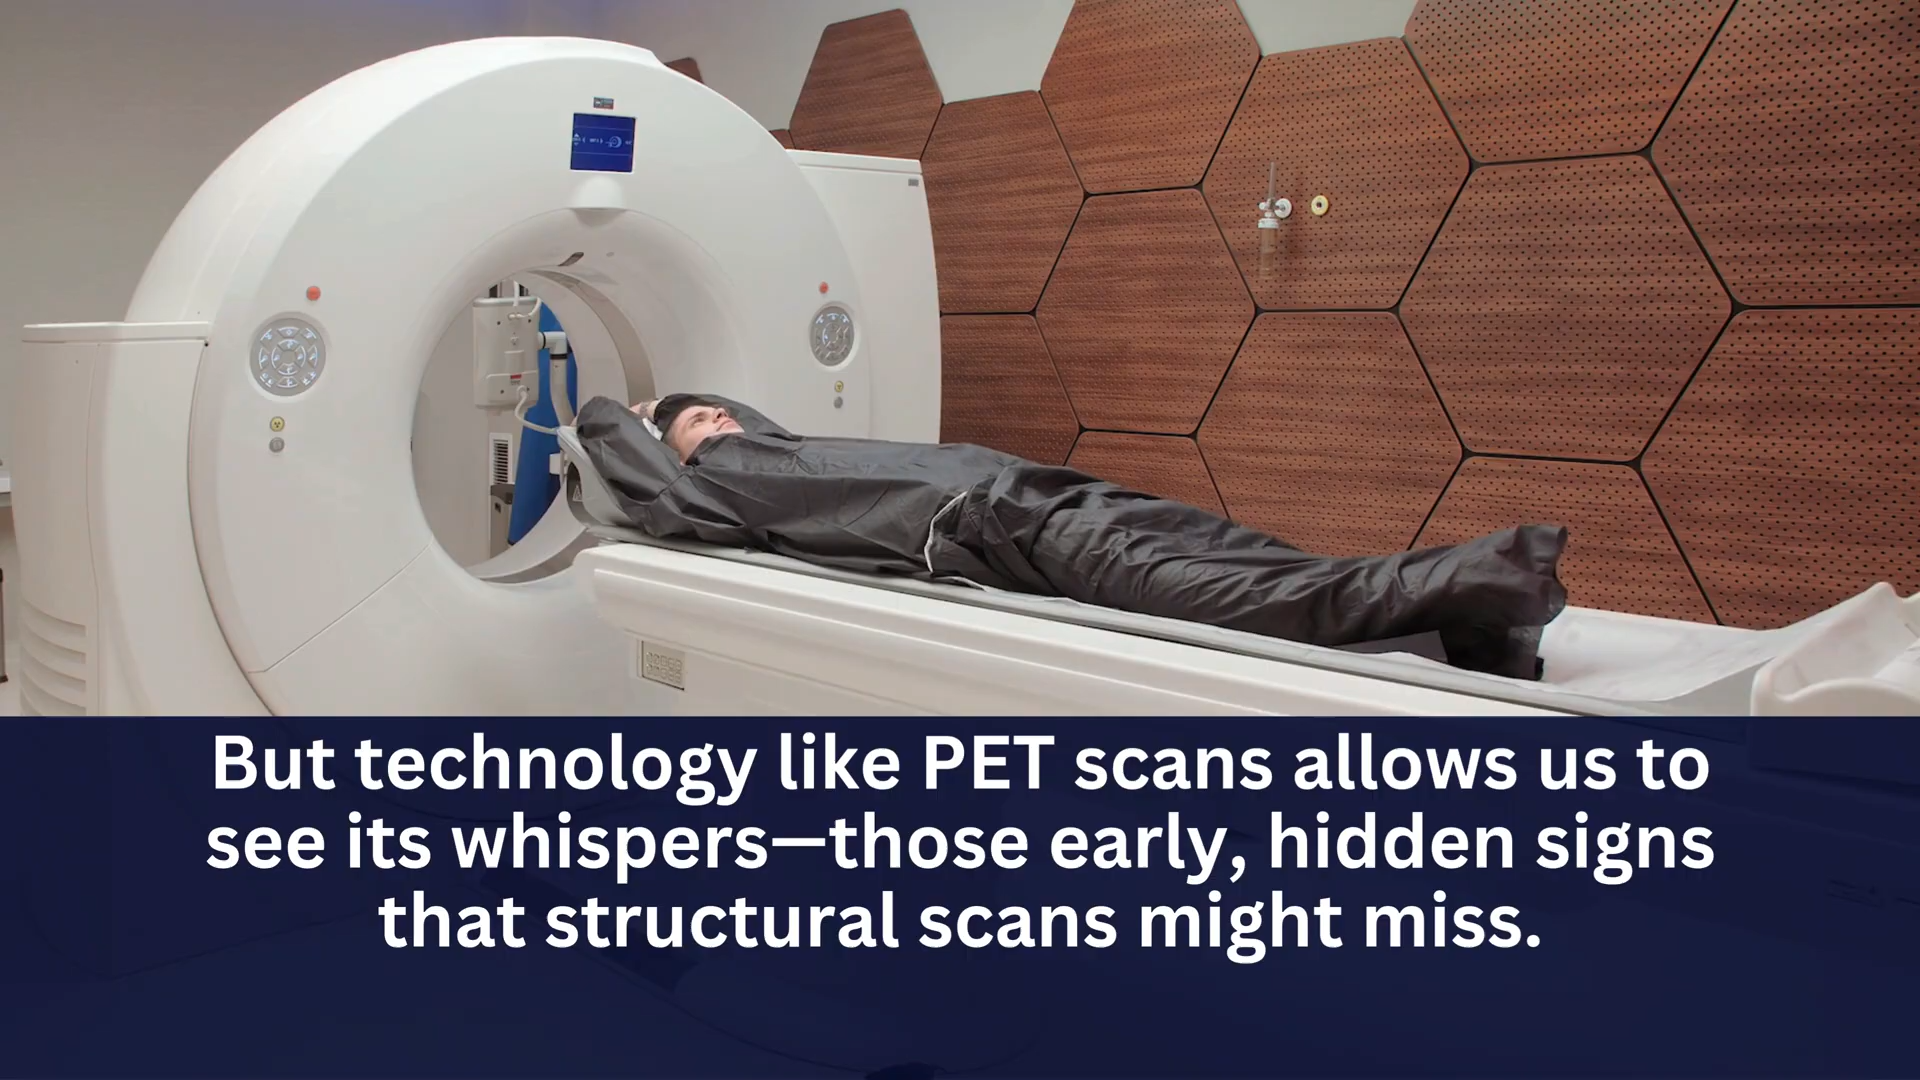 But technology like PET scans allows us to
see its whispers—those early, hidden signs
that structural scans might miss.